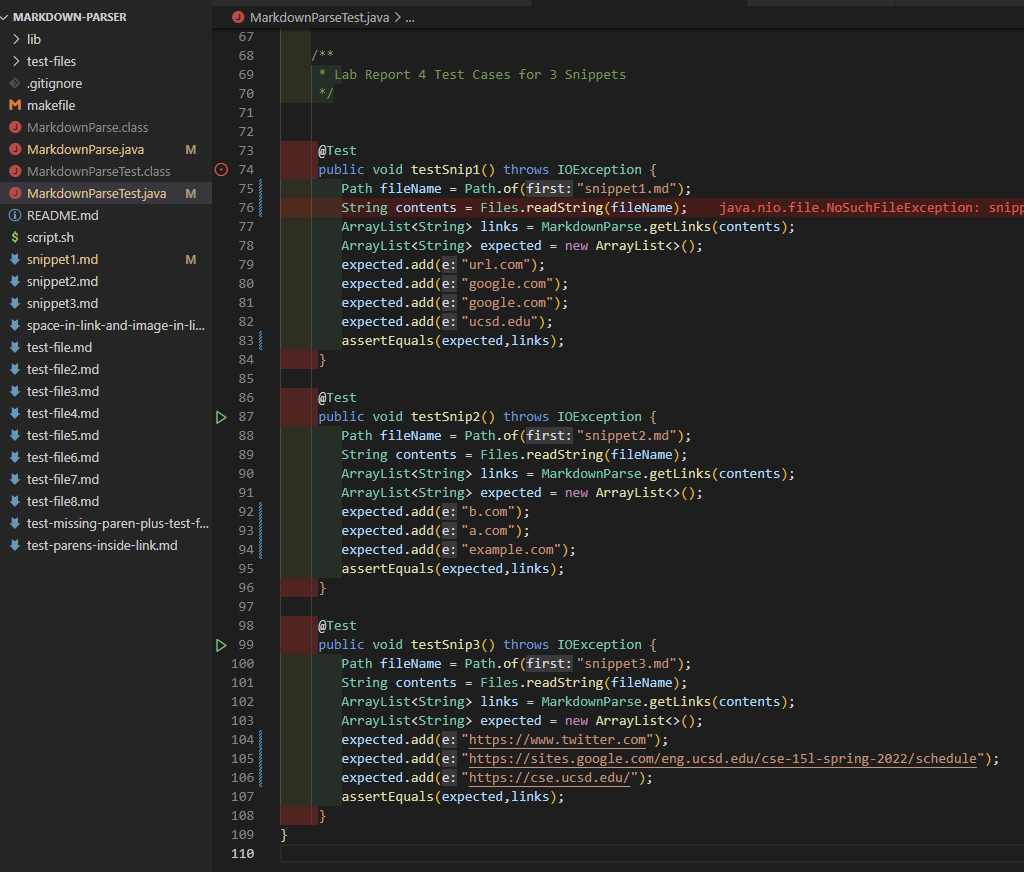 MARKDOWN-PARSER
lib
test-files
.gitignore
makefile
MarkdownParse.class
MarkdownParse.java M
MarkdownParseTest.class
MarkdownParseTest.java M
README.md
script.sh
snippet1.md M
snippet2.md
snippet3.md
space-in-link-and-image-in-li...
test-file.md
test-file2.md
test-file3.md
test-file4.md
test-file5.md
test-file6.md
test-file7.md
test-file8.md
test-missing-paren-plus-test-f...
test-parens-inside-link.md
MarkdownParseTest.java > ...
67
68 /**
69 * Lab Report 4 Test Cases for 3 Snippets
70 */
71
72
73 @Test
74 public void testSnip1() throws IOException {
75 Path fileName = Path.of(first: "snippet1.md");
76 String contents = Files.readString(fileName); java.nio.file.NoSuchFileException: snipp
77 ArrayList<String> links = MarkdownParse.getLinks(contents);
78 ArrayList<String> expected = new ArrayList<>();
79 expected.add(e: "url.com");
80 expected.add(e: "google.com");
81 expected.add(e: "google.com");
82 expected.add(e: "ucsd.edu");
83 assertEquals(expected,links);
84 }
85
86 @Test
87 public void testSnip2() throws IOException {
88 Path fileName = Path.of(first: "snippet2.md");
89 String contents = Files.readString(fileName);
90 ArrayList<String> links = MarkdownParse.getLinks(contents);
91 ArrayList<String> expected = new ArrayList<>();
92 expected.add(e: "b.com");
93 expected.add(e: "a.com");
94 expected.add(e: "example.com");
95 assertEquals(expected,links);
96 }
97
98 @Test
99 public void testSnip3() throws IOException {
100 Path fileName = Path.of(first: "snippet3.md");
101 String contents = Files.readString(fileName);
102 ArrayList<String> links = MarkdownParse.getLinks(contents);
103 ArrayList<String> expected = new ArrayList<>();
104 expected.add(e: "https://www.twitter.com");
105 expected.add(e: "https://sites.google.com/eng.ucsd.edu/cse-15l-spring-2022/schedule");
106 expected.add(e: "https://cse.ucsd.edu/");
107 assertEquals(expected,links);
108 }
109 }
110